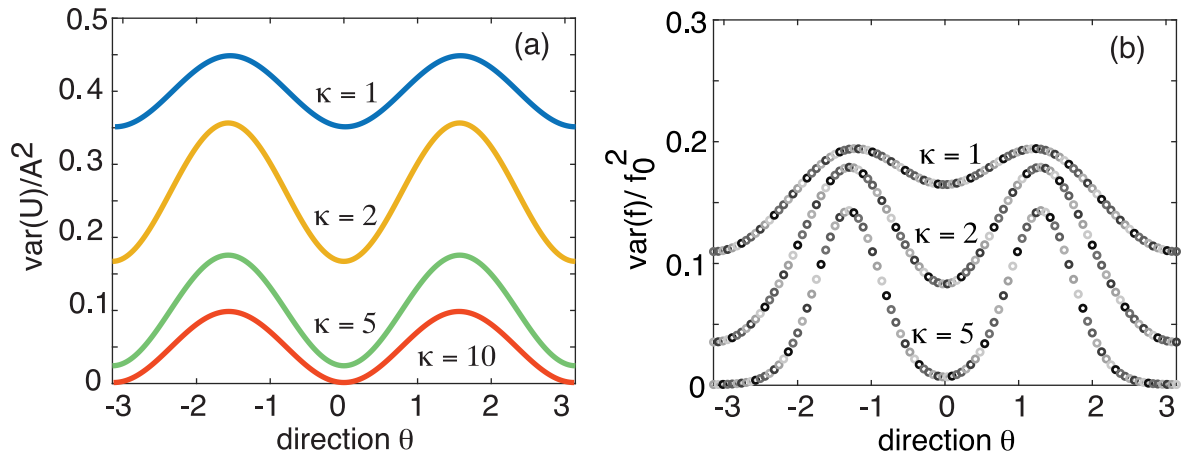 (a)
var(U)/A²
0.5
0.4
0.3
0.2
0.1
0
κ = 1
κ = 2
κ = 5
κ = 10
-3 -2 -1 0 1 2 3
direction θ
(b)
var(f)/ f₀²
0.3
0.2
0.1
0
κ = 1
κ = 2
κ = 5
-3 -2 -1 0 1 2 3
direction θ